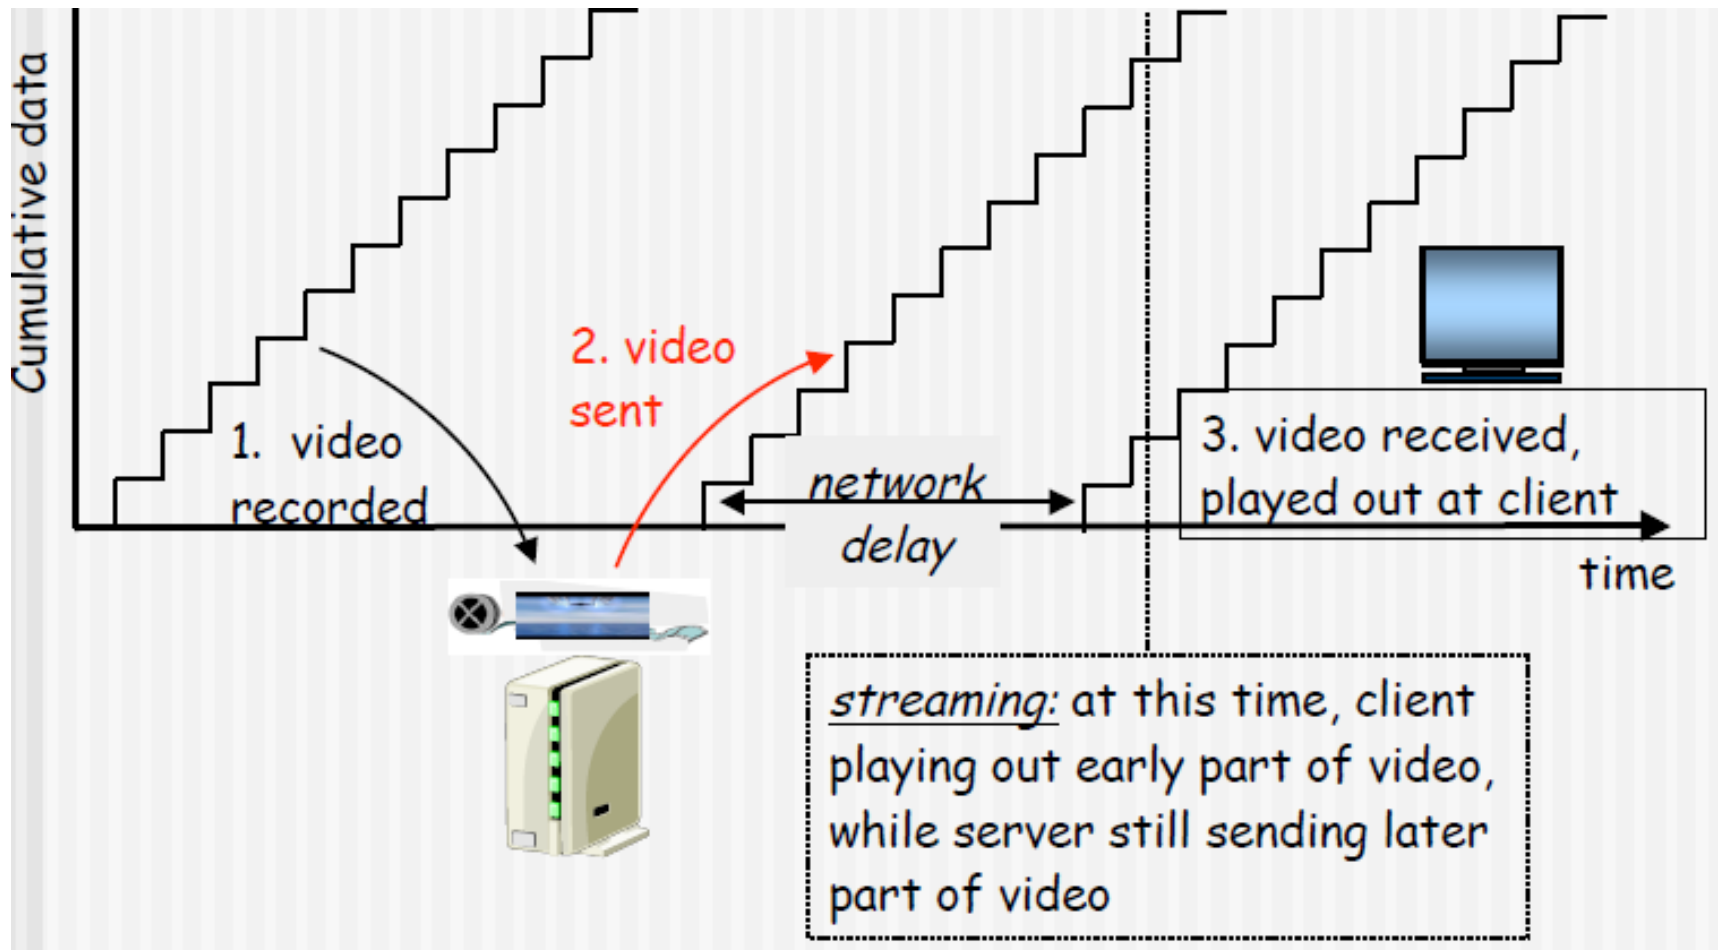 Cumulative data
1. video
recorded
2. video
sent
network
delay
3. video received,
played out at client
time
streaming: at this time, client
playing out early part of video,
while server still sending later
part of video